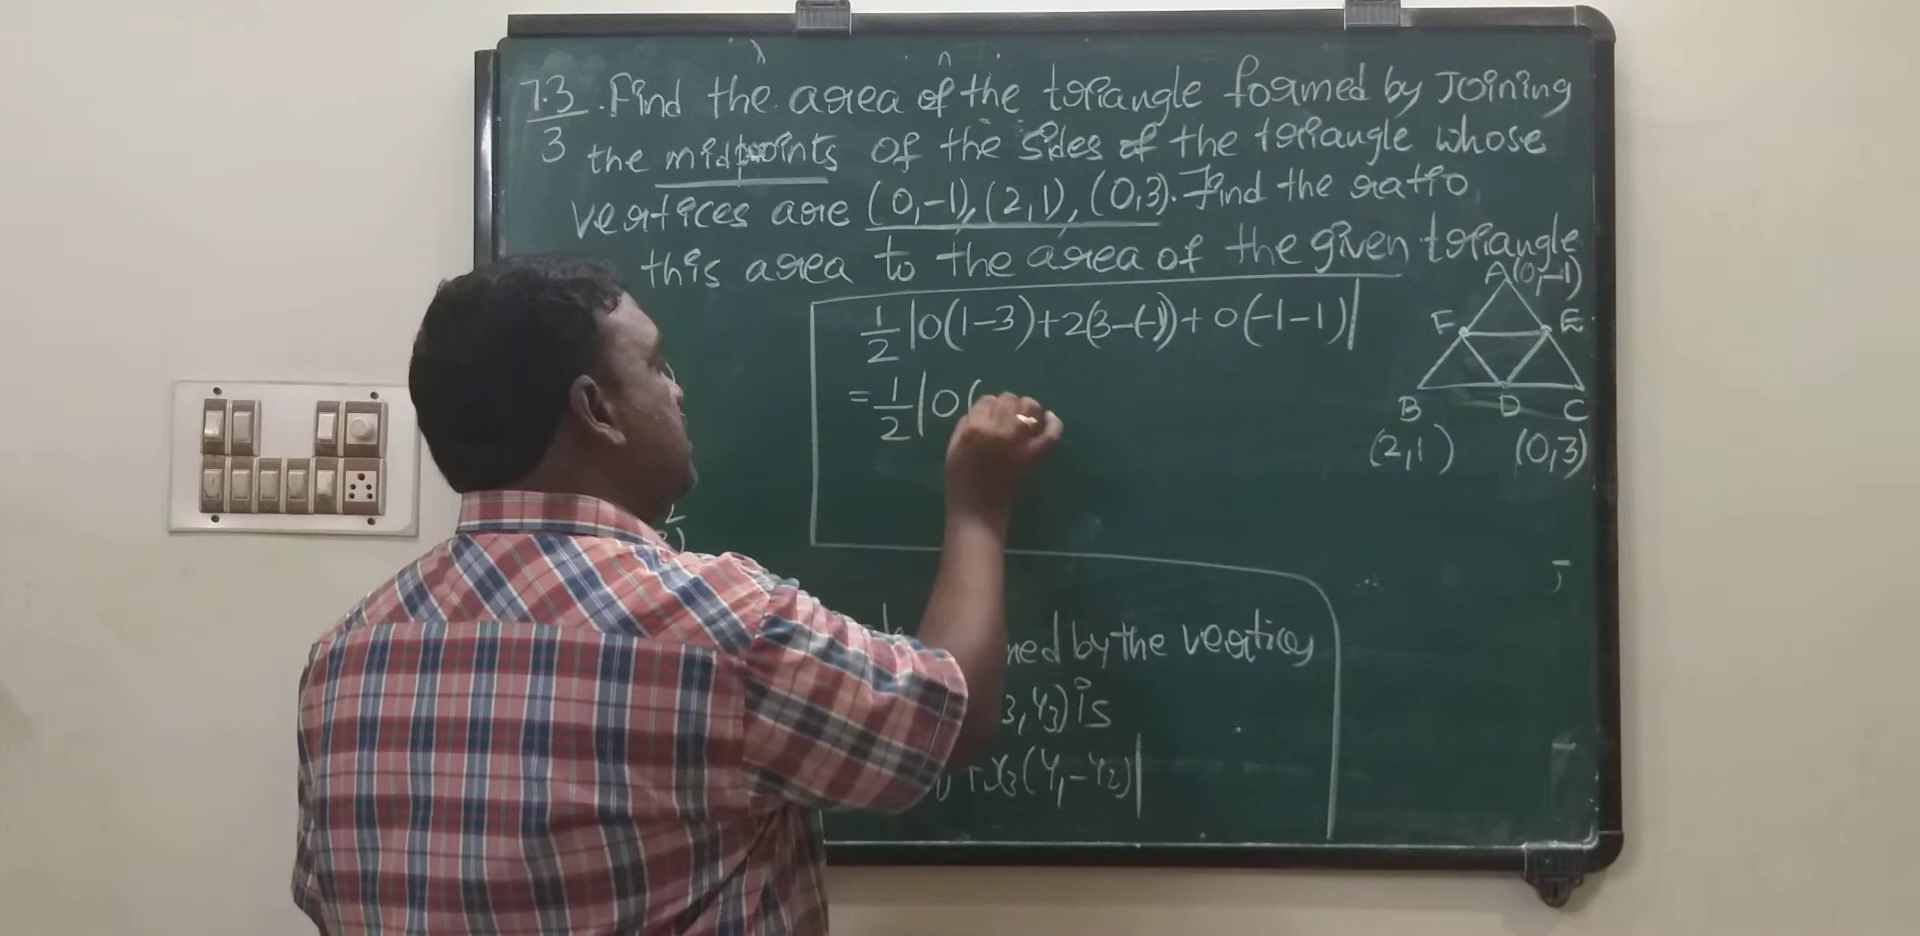 7.3/3. Find the area of the triangle formed by Joining
the midpoints of the sides of the triangle whose
vertices are (0,-1), (2,1), (0,3). Find the ratio
this area to the area of the given triangle
1/2 |0(1-3)+2(3-(-1))+0(-1-1)|
= 1/2 |0(
A(0,-1)
F E
B D C
(2,1) (0,3)
by the vertices
3,Y3) is
+x3(Y1-Y2)|